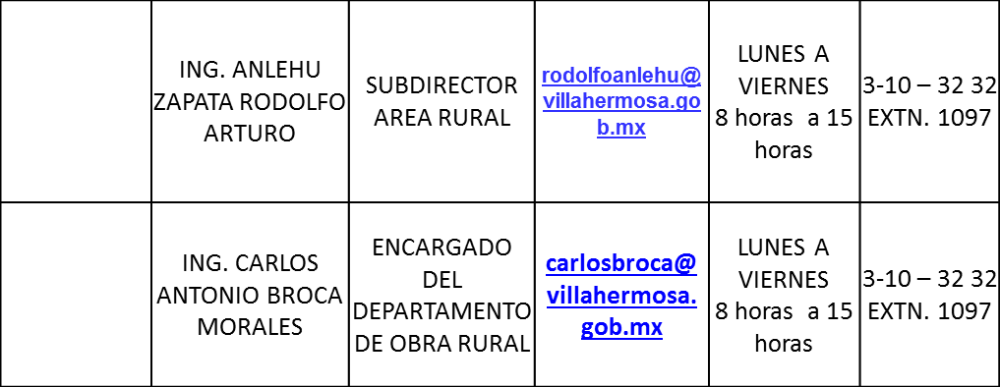 ING. ANLEHU
ZAPATA RODOLFO
ARTURO
SUBDIRECTOR
AREA RURAL
rodolfoanlehu@
villahermosa.go
b.mx
LUNES A
VIERNES
8 horas a 15
horas
3-10 – 32 32
EXTN. 1097
ING. CARLOS
ANTONIO BROCA
MORALES
ENCARGADO
DEL
DEPARTAMENTO
DE OBRA RURAL
carlosbroca@
villahermosa.
gob.mx
LUNES A
VIERNES
8 horas a 15
horas
3-10 – 32 32
EXTN. 1097